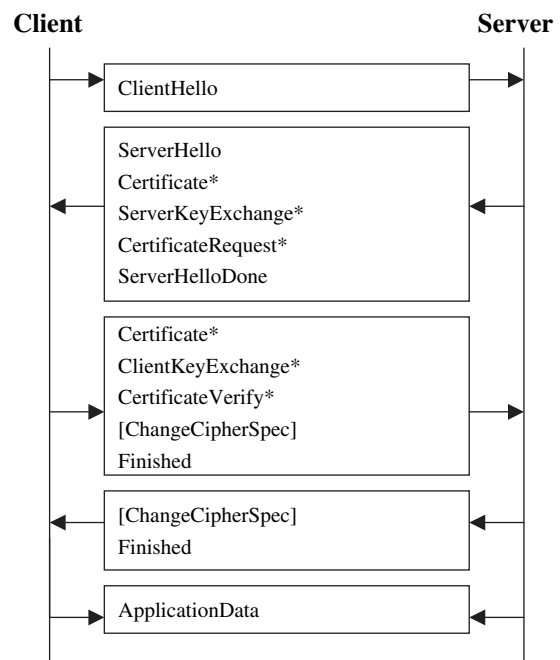 Client Server
ClientHello
ServerHello
Certificate*
ServerKeyExchange*
CertificateRequest*
ServerHelloDone
Certificate*
ClientKeyExchange*
CertificateVerify*
[ChangeCipherSpec]
Finished
[ChangeCipherSpec]
Finished
ApplicationData